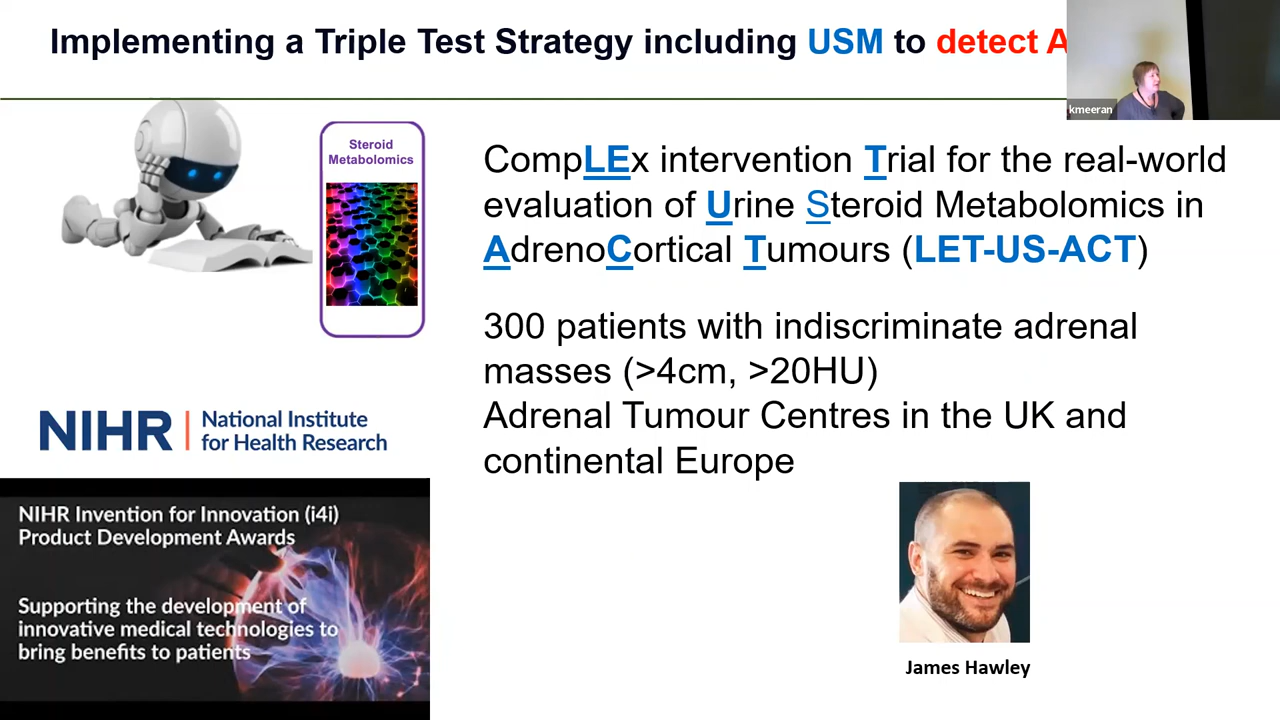 Implementing a Triple Test Strategy including USM to detect A
kmeeran
Steroid
Metabolomics
CompLEx intervention Trial for the real-world
evaluation of Urine Steroid Metabolomics in
AdrenoCortical Tumours (LET-US-ACT)
300 patients with indiscriminate adrenal
masses (>4cm, >20HU)
Adrenal Tumour Centres in the UK and
continental Europe
NIHR | National Institute
for Health Research
NIHR Invention for Innovation (i4i)
Product Development Awards
Supporting the development of
innovative medical technologies to
bring benefits to patients
James Hawley